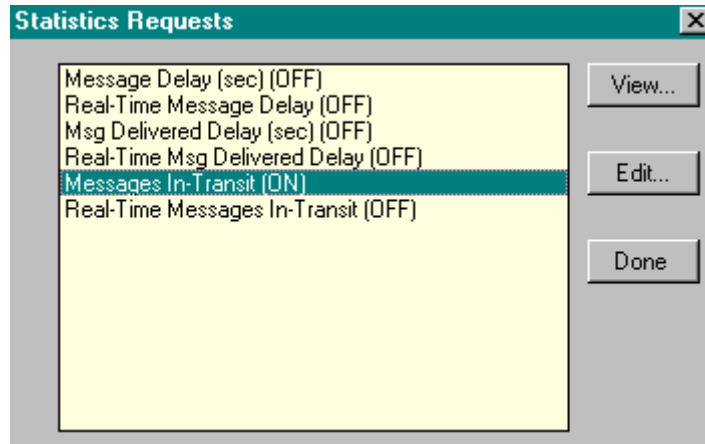 Statistics Requests
Message Delay (sec) (OFF)
Real-Time Message Delay (OFF)
Msg Delivered Delay (sec) (OFF)
Real-Time Msg Delivered Delay (OFF)
Messages In-Transit (ON)
Real-Time Messages In-Transit (OFF)
View...
Edit...
Done